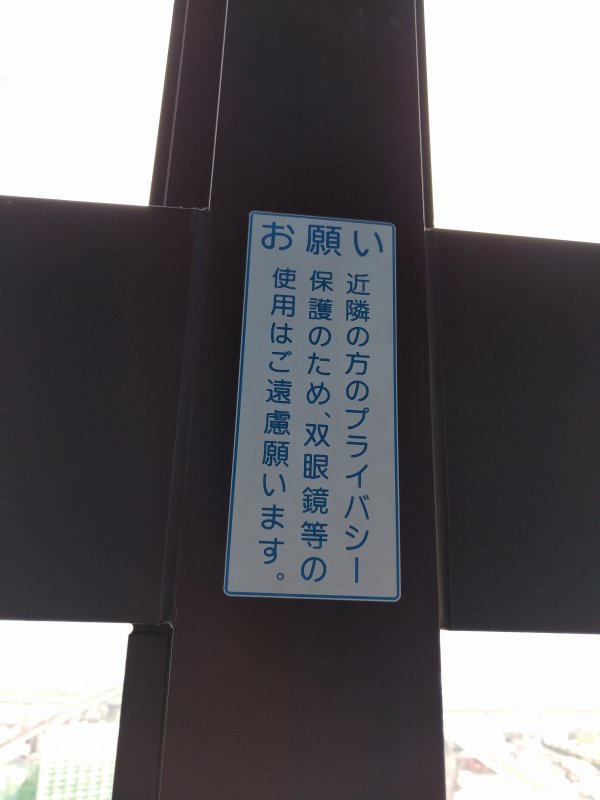 お願い
近隣の方のプライバシー
保護のため、双眼鏡等の
使用はご遠慮願います。